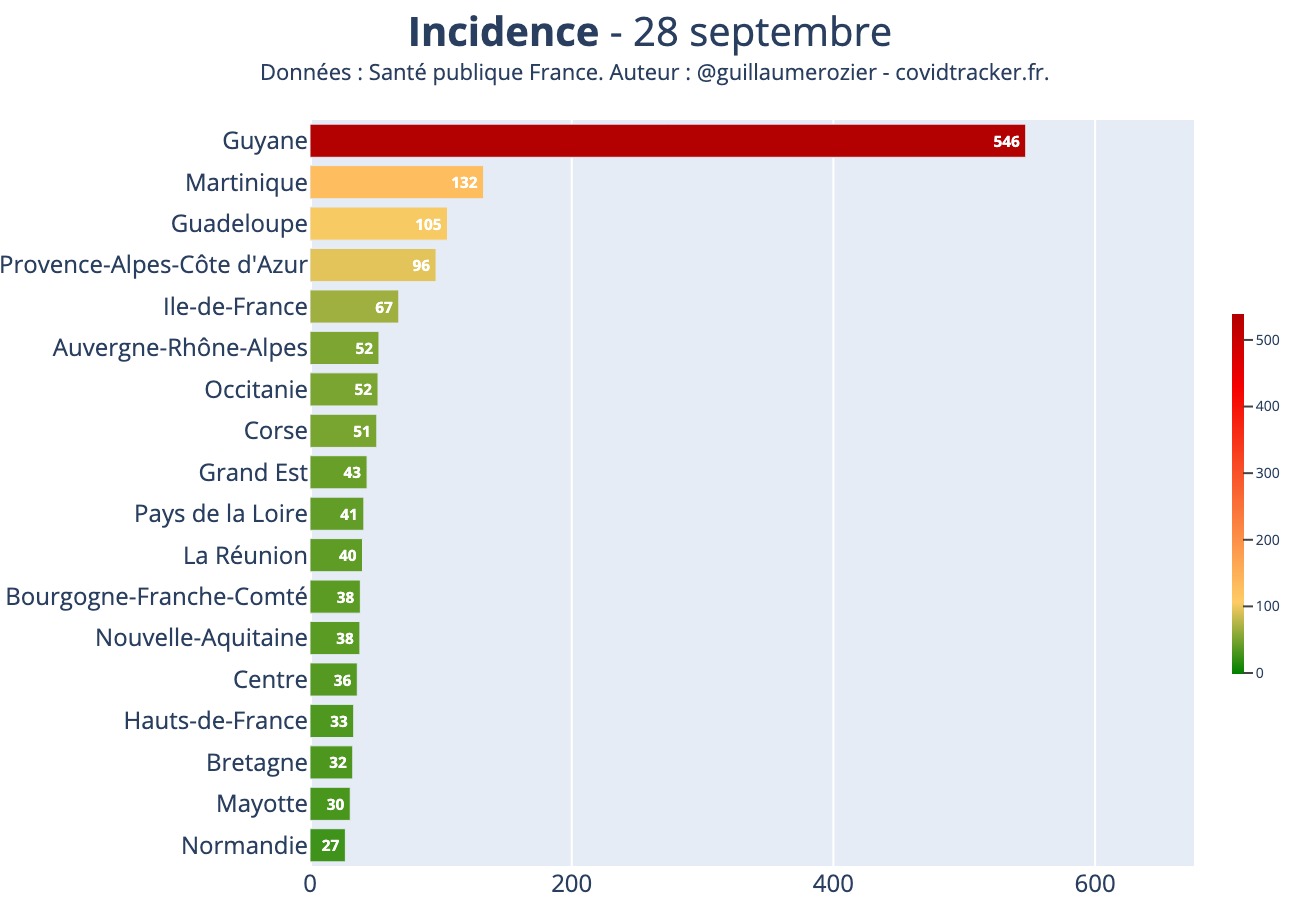 Incidence - 28 septembre
Données : Santé publique France. Auteur : @guillaumerozier - covidtracker.fr.
Guyane 546
Martinique 132
Guadeloupe 105
Provence-Alpes-Côte d'Azur 96
Ile-de-France 67
Auvergne-Rhône-Alpes 52
Occitanie 52
Corse 51
Grand Est 43
Pays de la Loire 41
La Réunion 40
Bourgogne-Franche-Comté 38
Nouvelle-Aquitaine 38
Centre 36
Hauts-de-France 33
Bretagne 32
Mayotte 30
Normandie 27
0 200 400 600
500
400
300
200
100
0